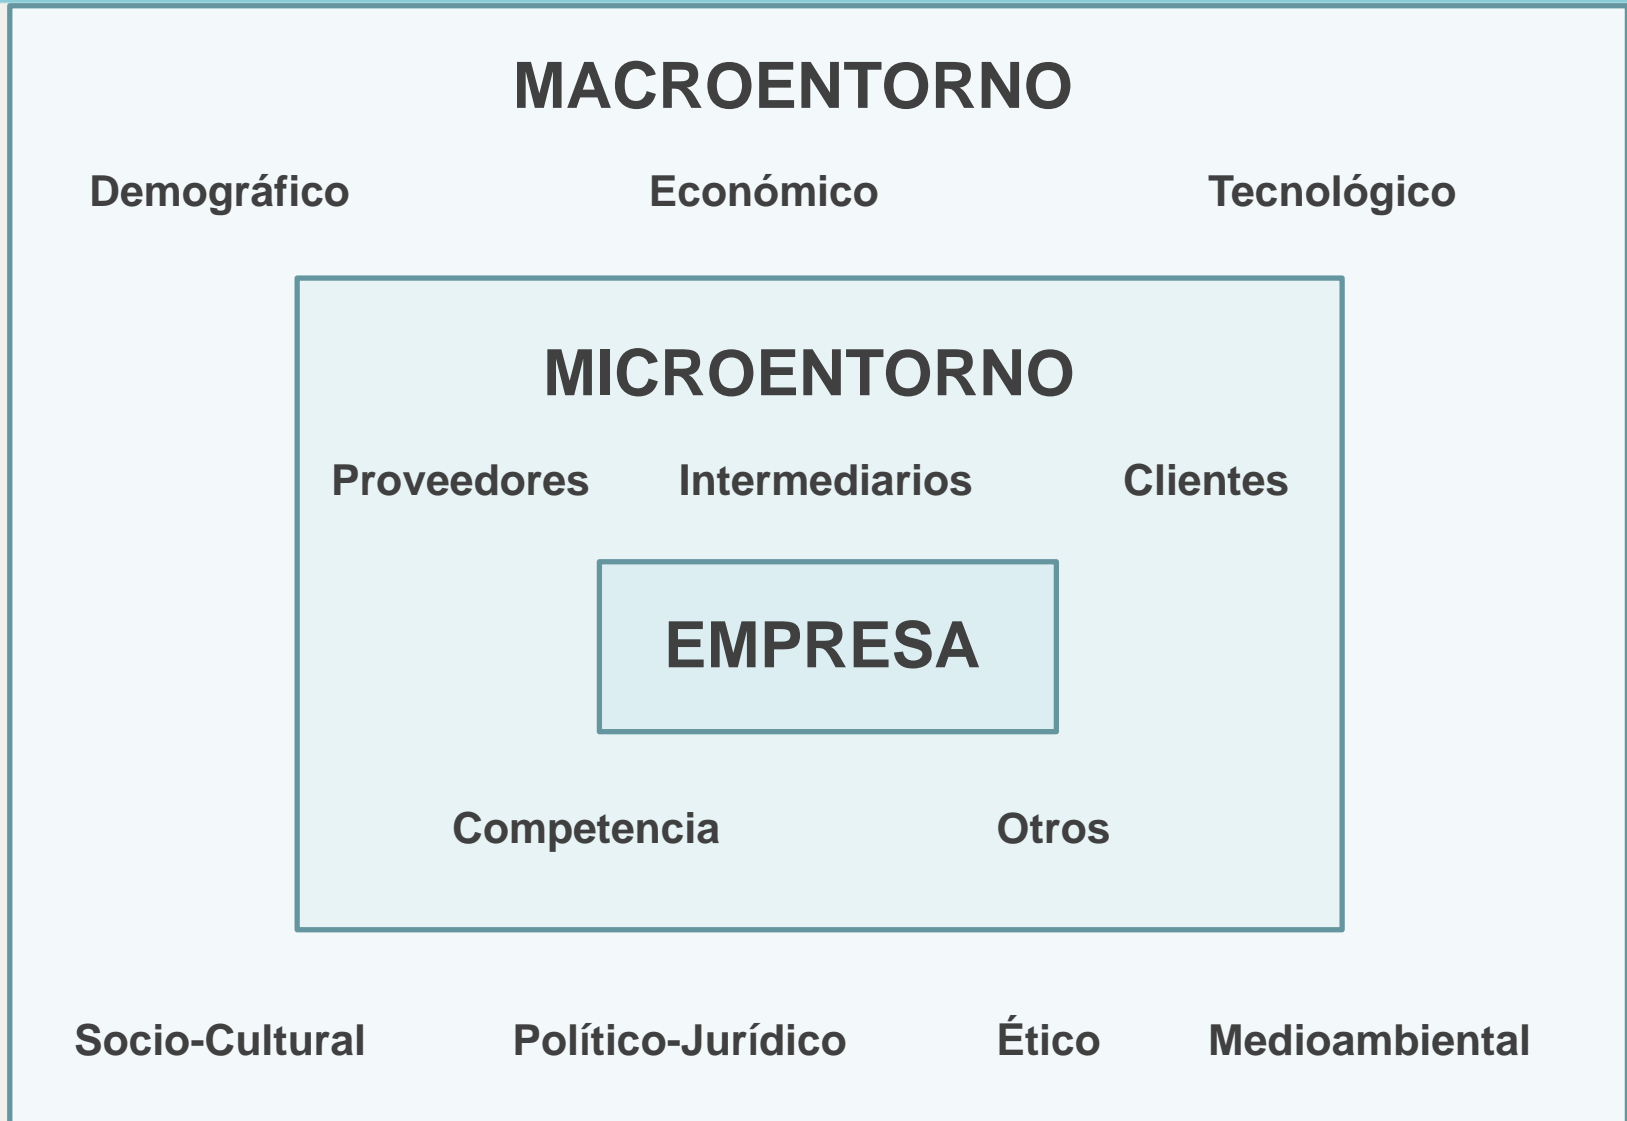 MACROENTORNO
Demográfico Económico Tecnológico
MICROENTORNO
Proveedores Intermediarios Clientes
EMPRESA
Competencia Otros
Socio-Cultural Político-Jurídico Ético Medioambiental